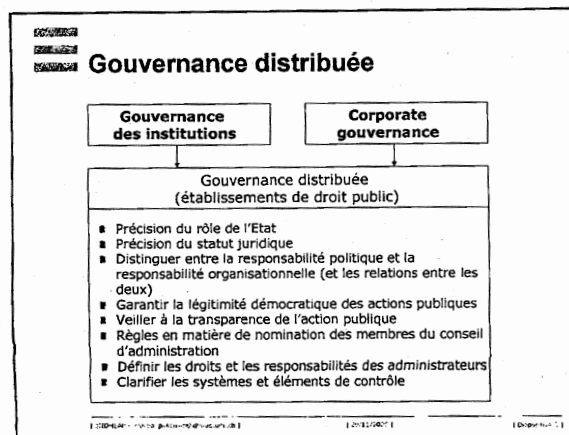 Gouvernance distribuée
Gouvernance
des institutions
Corporate
gouvernance
Gouvernance distribuée
(établissements de droit public)
Précision du rôle de l'Etat
Précision du statut juridique
Distinguer entre la responsabilité politique et la
responsabilité organisationnelle (et les relations entre les
deux)
Garantir la légitimité démocratique des actions publiques
Veiller à la transparence de l'action publique
Règles en matière de nomination des membres du conseil
d'administration
Définir les droits et les responsabilités des administrateurs
Clarifier les systèmes et éléments de contrôle